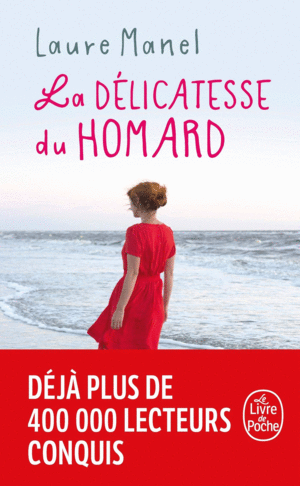 Laure Manel
La DÉLICATESSE
du HOMARD
DÉJÀ PLUS DE
400 000 LECTEURS
CONQUIS
Le
Livre
de
Poche